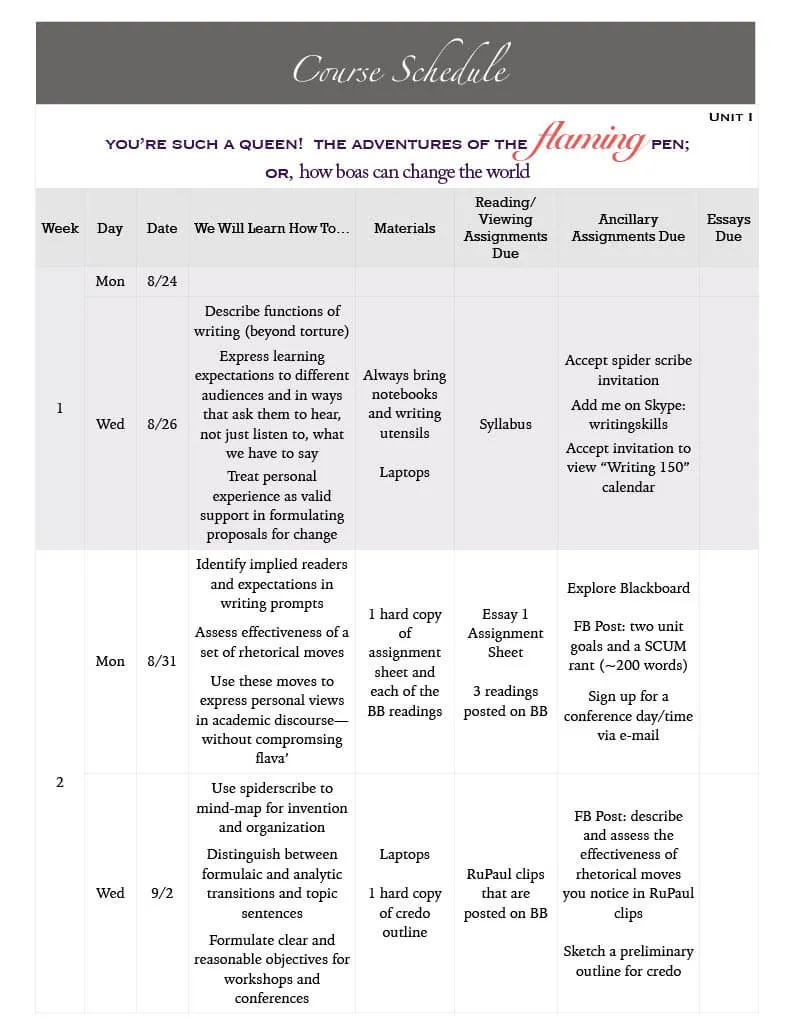 Course Schedule
Unit I
You're such a queen! The adventures of the flaming pen;
or, how boas can change the world
Week
Day
Date
We Will Learn How To...
Materials
Reading/
Viewing
Assignments
Due
Ancillary
Assignments Due
Essays
Due
1
Mon
8/24
Wed
8/26
Describe functions of
writing (beyond torture)
Express learning
expectations to different
audiences and in ways
that ask them to hear,
not just listen to, what
we have to say
Treat personal
experience as valid
support in formulating
proposals for change
Always bring
notebooks
and writing
utensils
Laptops
Syllabus
Accept spider scribe
invitation
Add me on Skype:
writingskills
Accept invitation to
view “Writing 150”
calendar
2
Mon
8/31
Identify implied readers
and expectations in
writing prompts
Assess effectiveness of a
set of rhetorical moves
Use these moves to
express personal views
in academic discourse—
without compromsing
flava’
1 hard copy
of
assignment
sheet and
each of the
BB readings
Essay 1
Assignment
Sheet
3 readings
posted on BB
Explore Blackboard
FB Post: two unit
goals and a SCUM
rant (~200 words)
Sign up for a
conference day/time
via e-mail
Wed
9/2
Use spiderscribe to
mind-map for invention
and organization
Distinguish between
formulaic and analytic
transitions and topic
sentences
Formulate clear and
reasonable objectives for
workshops and
conferences
Laptops
1 hard copy
of credo
outline
RuPaul clips
that are
posted on BB
FB Post: describe
and assess the
effectiveness of
rhetorical moves
you notice in RuPaul
clips
Sketch a preliminary
outline for credo